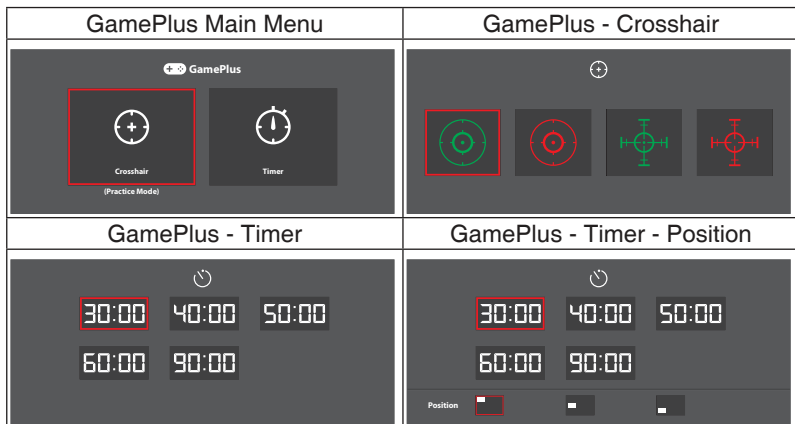 GamePlus Main Menu
GamePlus - Crosshair
GamePlus
Crosshair
Timer
(Practice Mode)
GamePlus - Timer
GamePlus - Timer - Position
30:00 40:00 50:00
60:00 90:00
30:00 40:00 50:00
60:00 90:00
Position